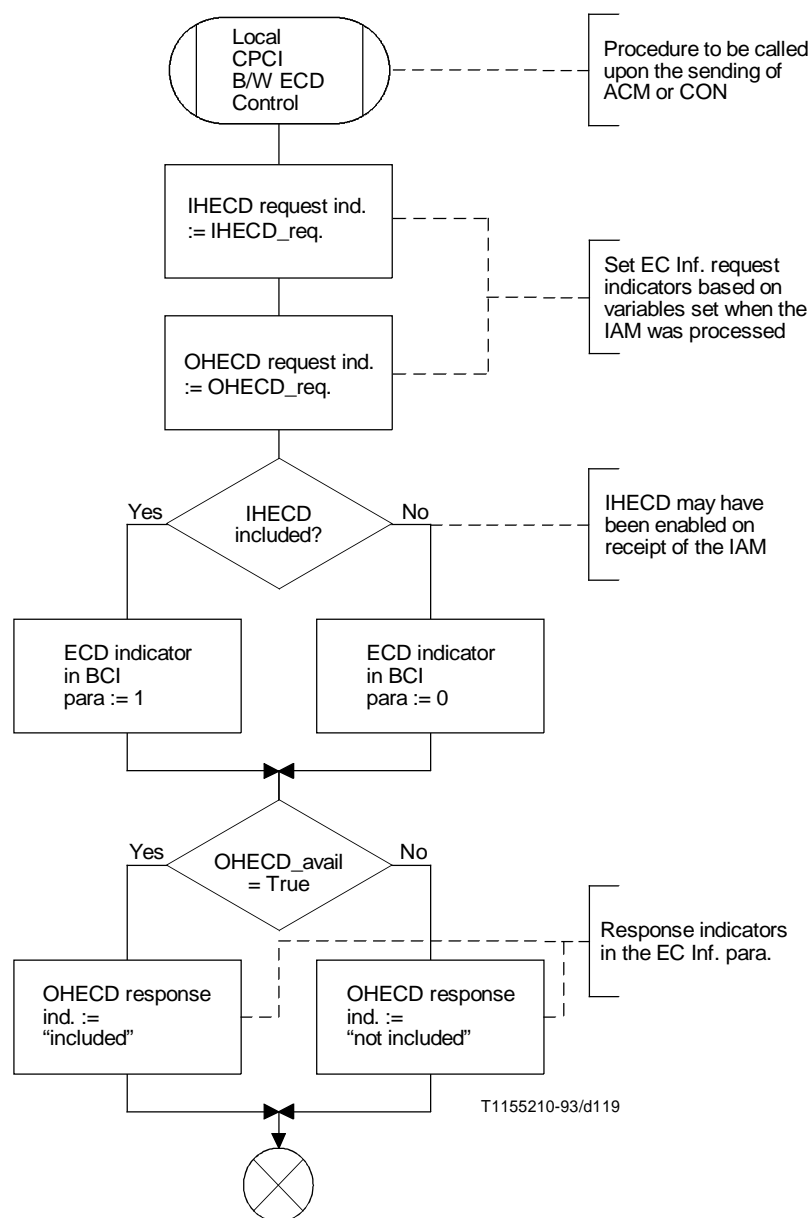 Local
CPCI
B/W ECD
Control
Procedure to be called
upon the sending of
ACM or CON
IHECD request ind.
:= IHECD_req.
Set EC Inf. request
indicators based on
variables set when the
IAM was processed
OHECD request ind.
:= OHECD_req.
Yes
IHECD
included?
No
IHECD may have
been enabled on
receipt of the IAM
ECD indicator
in BCI
para := 1
ECD indicator
in BCI
para := 0
Yes
OHECD_avail
= True
No
Response indicators
in the EC Inf. para.
OHECD response
ind. :=
“included”
OHECD response
ind. :=
“not included”
T1155210-93/d119